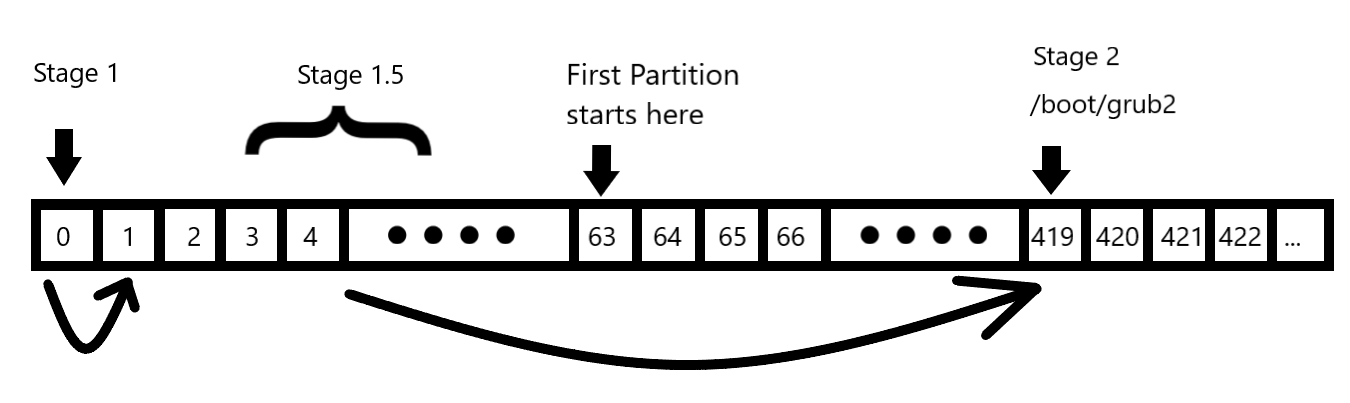 Stage 1
Stage 1.5
First Partition
starts here
Stage 2
/boot/grub2
0 1 2 3 4 63 64 65 66 419 420 421 422 ...